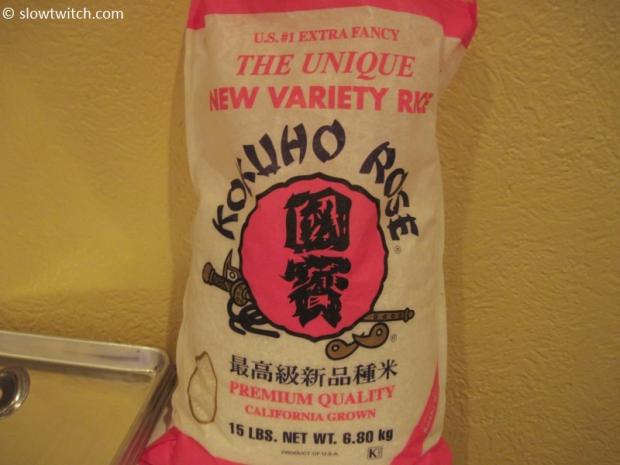 © slowtwitch.com
U.S. #1 EXTRA FANCY
THE UNIQUE
NEW VARIETY RICE
KOKUHO ROSE
®
國寳
®
最高級新品種米
PREMIUM QUALITY
CALIFORNIA GROWN
15 LBS. NET WT. 6.80 kg
PRODUCT OF U.S.A.
K